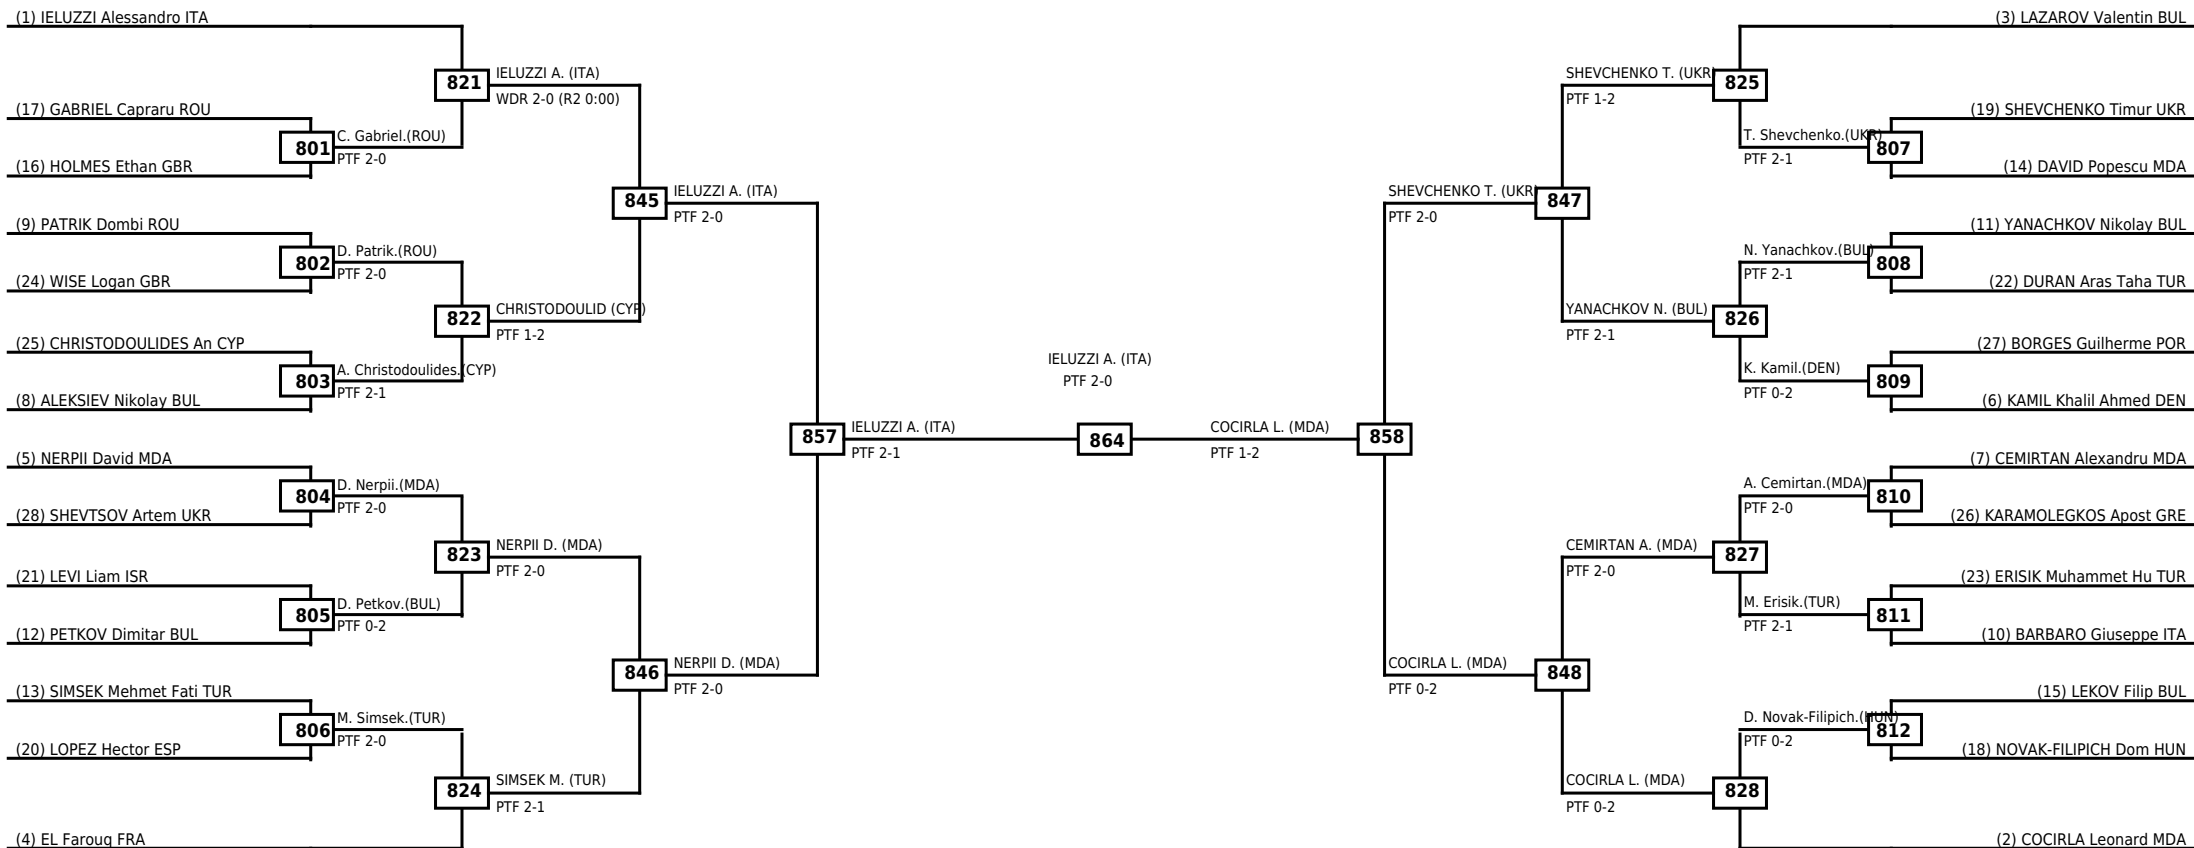 (1) IELUZZI Alessandro ITA
821
IELUZZI A. (ITA)
WDR 2-0 (R2 0:00)
(17) GABRIEL Capraru ROU
801
C. Gabriel.(ROU)
PTF 2-0
(16) HOLMES Ethan GBR
845
IELUZZI A. (ITA)
PTF 2-0
(9) PATRIK Dombi ROU
802
D. Patrik.(ROU)
PTF 2-0
(24) WISE Logan GBR
822
CHRISTODOULID (CYP)
PTF 1-2
(25) CHRISTODOULIDES An CYP
803
A. Christodoulides.(CYP)
PTF 2-1
(8) ALEKSIEV Nikolay BUL
857
IELUZZI A. (ITA)
PTF 2-1
(5) NERPII David MDA
804
D. Nerpii.(MDA)
PTF 2-0
(28) SHEVTSOV Artem UKR
823
NERPII D. (MDA)
PTF 2-0
(21) LEVI Liam ISR
805
D. Petkov.(BUL)
PTF 0-2
(12) PETKOV Dimitar BUL
846
NERPII D. (MDA)
PTF 2-0
(13) SIMSEK Mehmet Fati TUR
806
M. Simsek.(TUR)
PTF 2-0
(20) LOPEZ Hector ESP
824
SIMSEK M. (TUR)
PTF 2-1
(4) EL Farouq FRA
IELUZZI A. (ITA)
PTF 2-0
864
COCIRLA L. (MDA)
PTF 1-2
858
(3) LAZAROV Valentin BUL
SHEVCHENKO T. (UKR)
PTF 1-2
825
(19) SHEVCHENKO Timur UKR
T. Shevchenko.(UKR)
PTF 2-1
807
(14) DAVID Popescu MDA
SHEVCHENKO T. (UKR)
PTF 2-0
847
(11) YANACHKOV Nikolay BUL
N. Yanachkov.(BUL)
PTF 2-1
808
(22) DURAN Aras Taha TUR
YANACHKOV N. (BUL)
PTF 2-1
826
(27) BORGES Guilherme POR
K. Kamil.(DEN)
PTF 0-2
809
(6) KAMIL Khalil Ahmed DEN
(7) CEMIRTAN Alexandru MDA
A. Cemirtan.(MDA)
PTF 2-0
810
(26) KARAMOLEGKOS Apost GRE
CEMIRTAN A. (MDA)
PTF 2-0
827
(23) ERISIK Muhammet Hu TUR
M. Erisik.(TUR)
PTF 2-1
811
(10) BARBARO Giuseppe ITA
COCIRLA L. (MDA)
PTF 0-2
848
(15) LEKOV Filip BUL
D. Novak-Filipich.(HUN)
PTF 0-2
812
(18) NOVAK-FILIPICH Dom HUN
COCIRLA L. (MDA)
PTF 0-2
828
(2) COCIRLA Leonard MDA